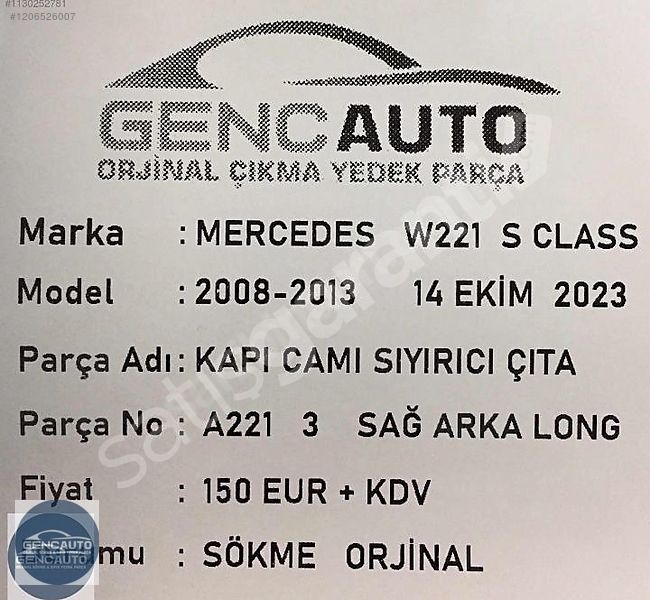 #1130252781
#1206526007
GENCAUTO
ORJİNAL ÇIKMA YEDEK PARÇA
Marka : MERCEDES W221 S CLASS
Model : 2008-2013 14 EKİM 2023
Parça Adı : KAPI CAMI SIYIRICI ÇITA
Parça No : A221 3 SAĞ ARKA LONG
Fiyat : 150 EUR + KDV
mu : SÖKME ORJİNAL
GENCAUTO
GENCAUTO